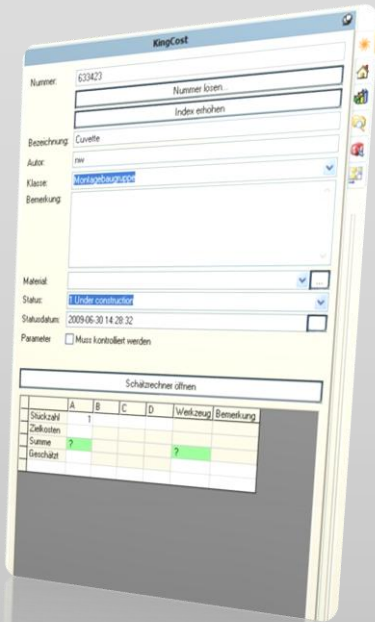 KingCost
Nummer: 633423
Nummer lösen...
Index erhöhen
Bezeichnung: Cuvette
Autor: rw
Klasse: Montagebaugruppe
Bemerkung:
Material:
Status: 1 Under construction
Statusdatum: 2009-06-30 14:28:32 ...
Parameter Muss kontrolliert werden
Schätzrechner öffnen
A B C D Werkzeug Bemerkung
Stückzahl 1
Zielkosten
Summe ? ?
Geschätzt